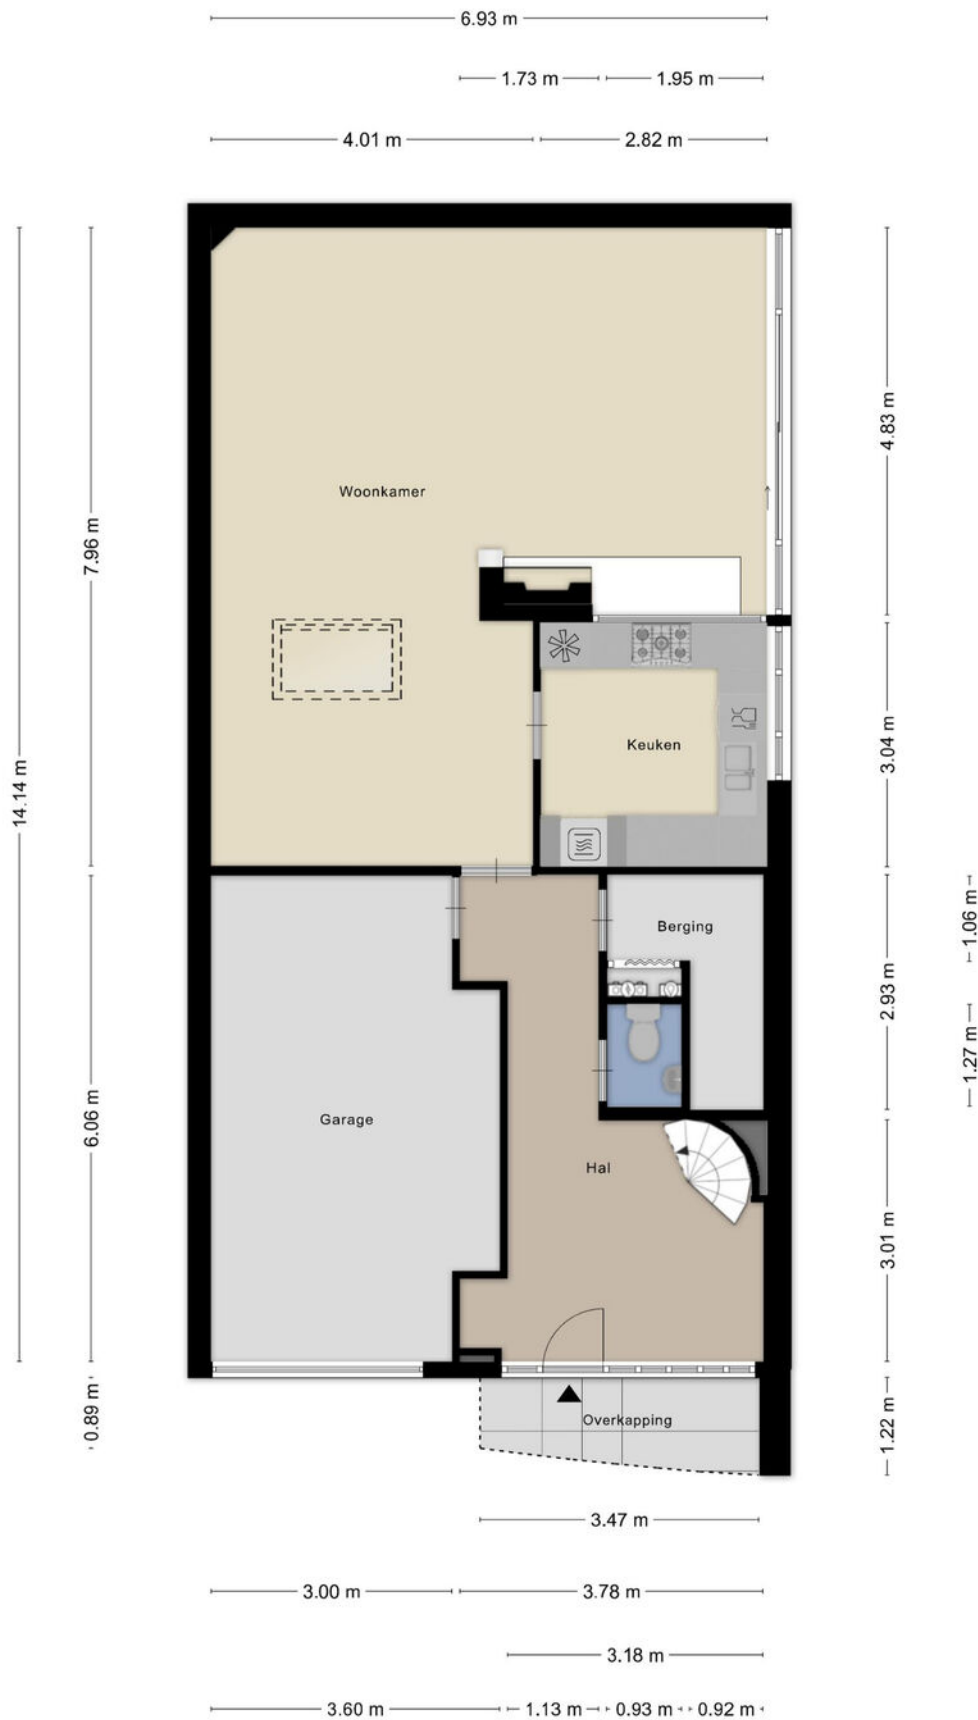 6.93 m
1.73 m
1.95 m
4.01 m
2.82 m
4.83 m
Woonkamer
7.96 m
Keuken
3.04 m
14.14 m
1.06 m
Berging
2.93 m
1.27 m
Garage
6.06 m
Hal
3.01 m
0.89 m
Overkapping
1.22 m
3.47 m
3.00 m
3.78 m
3.18 m
3.60 m
1.13 m
0.93 m
0.92 m